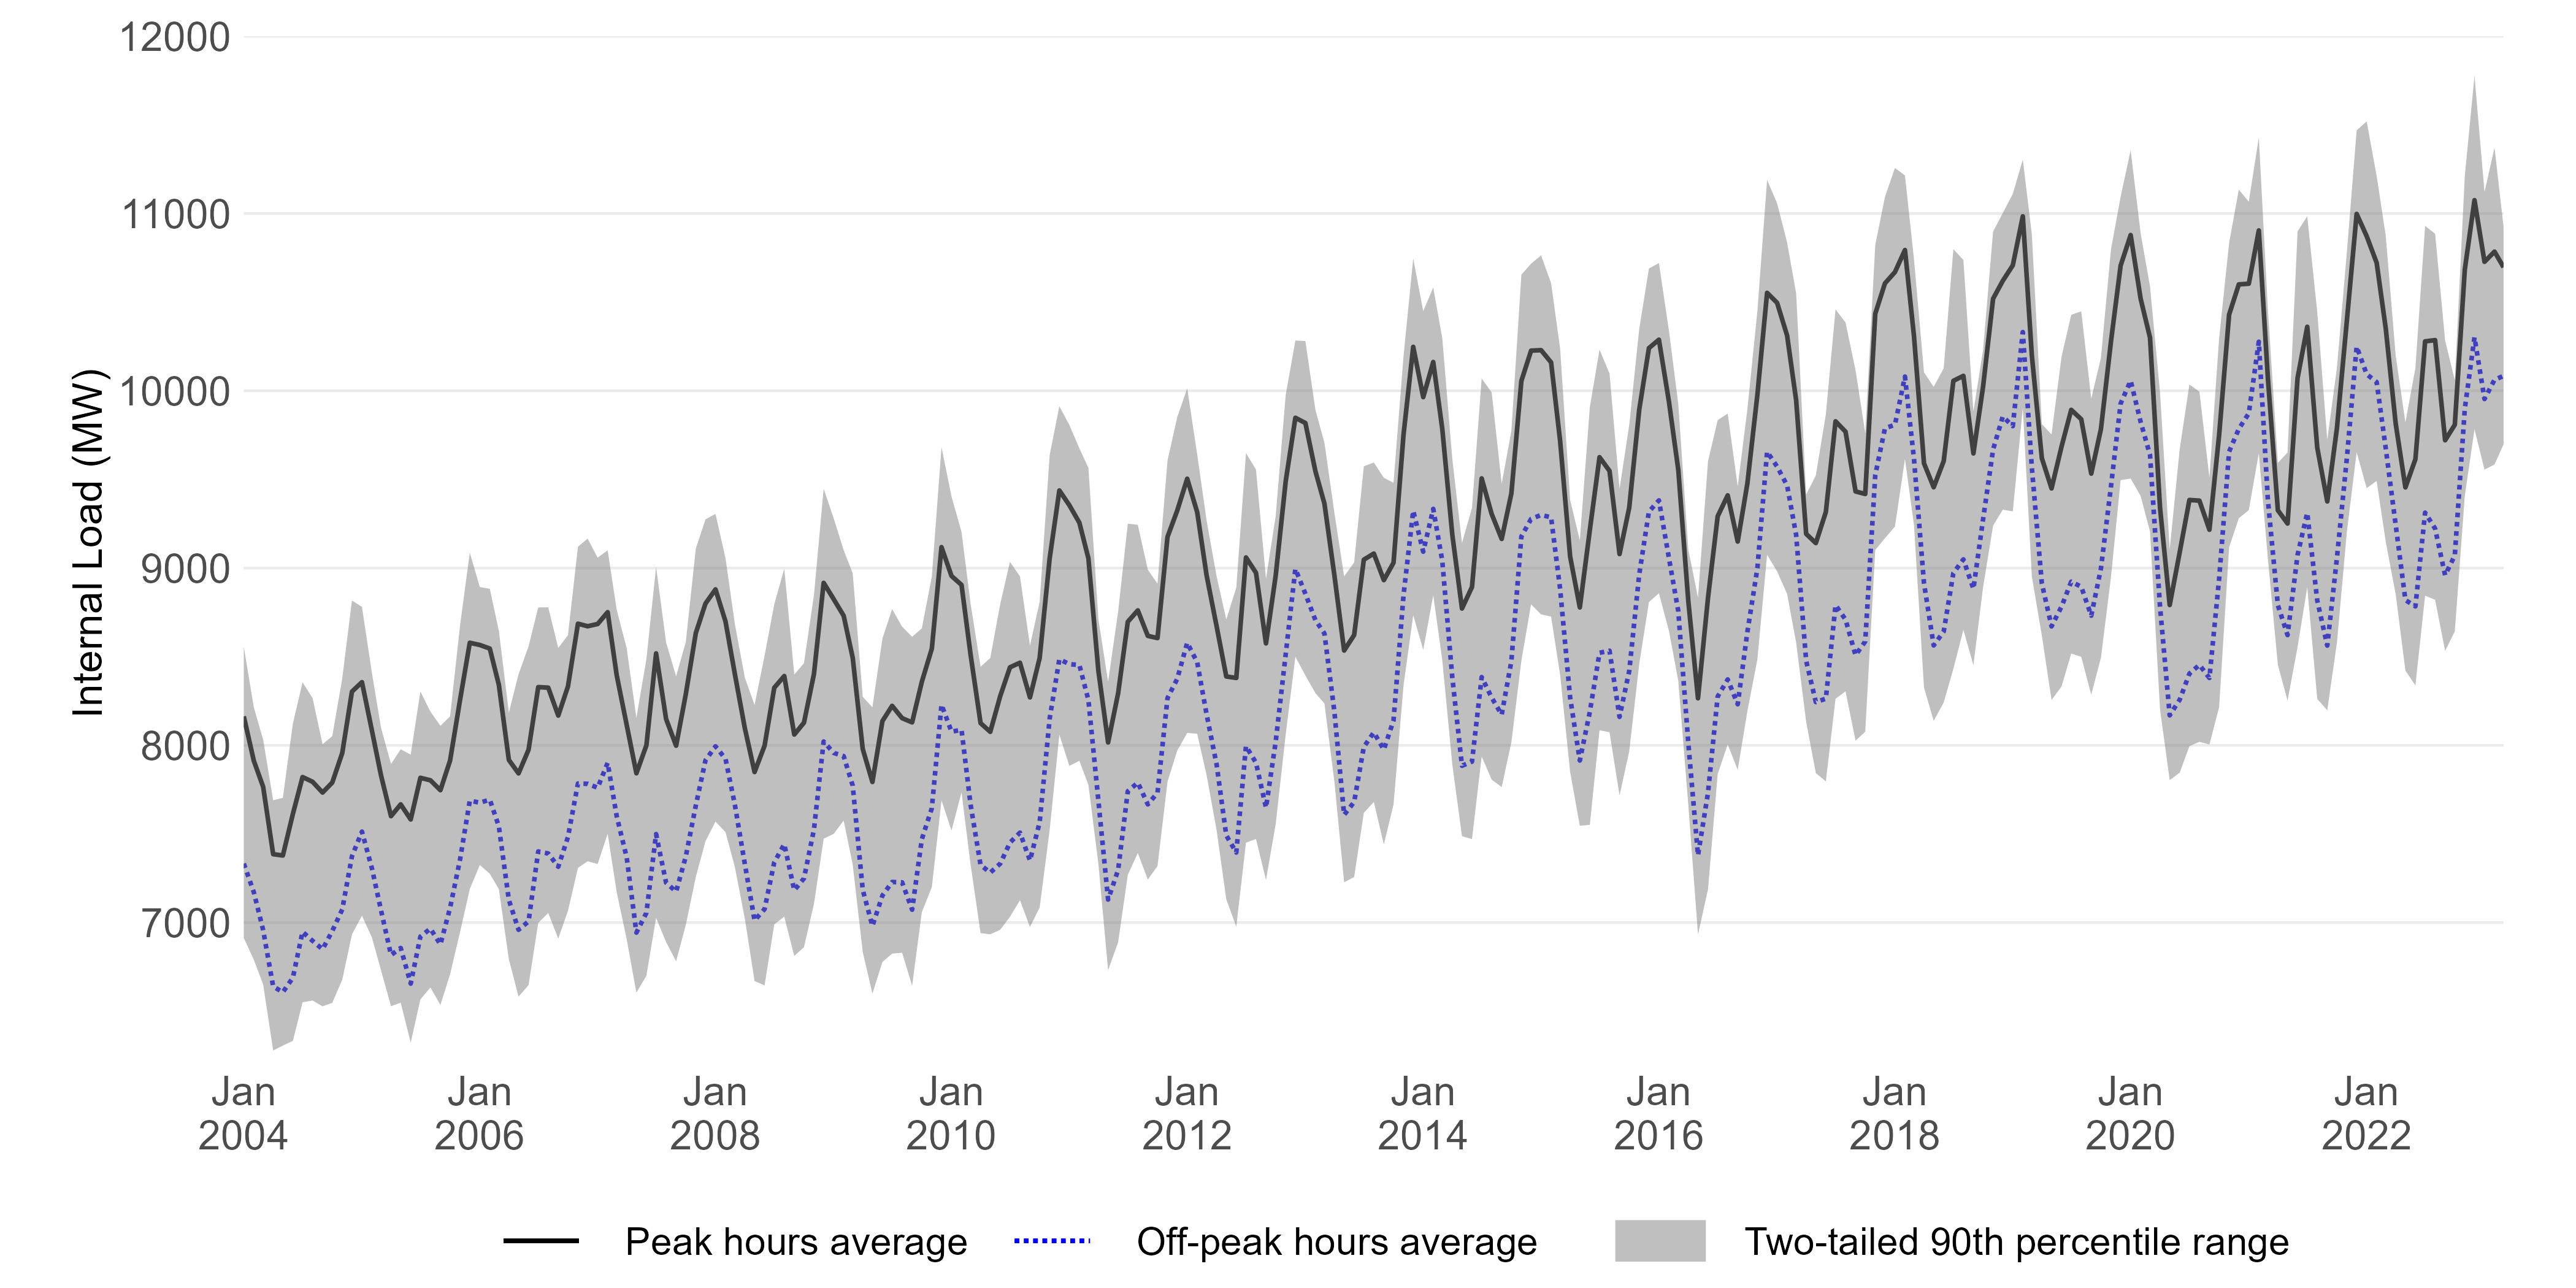 12000
11000
10000
9000
8000
7000
Internal Load (MW)
Jan Jan Jan Jan Jan Jan Jan Jan Jan Jan
2004 2006 2008 2010 2012 2014 2016 2018 2020 2022
Peak hours average Off-peak hours average Two-tailed 90th percentile range